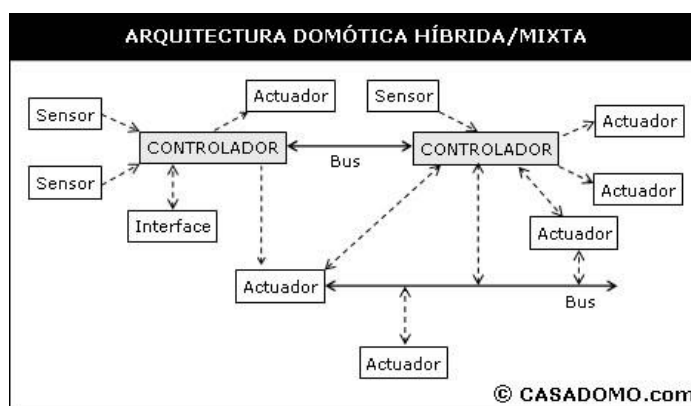 ARQUITECTURA DOMÓTICA HÍBRIDA/MIXTA
Actuador
Sensor
Sensor
Actuador
CONTROLADOR
Bus
CONTROLADOR
Sensor
Actuador
Interface
Actuador
Actuador
Bus
Actuador
© CASADOMO.com